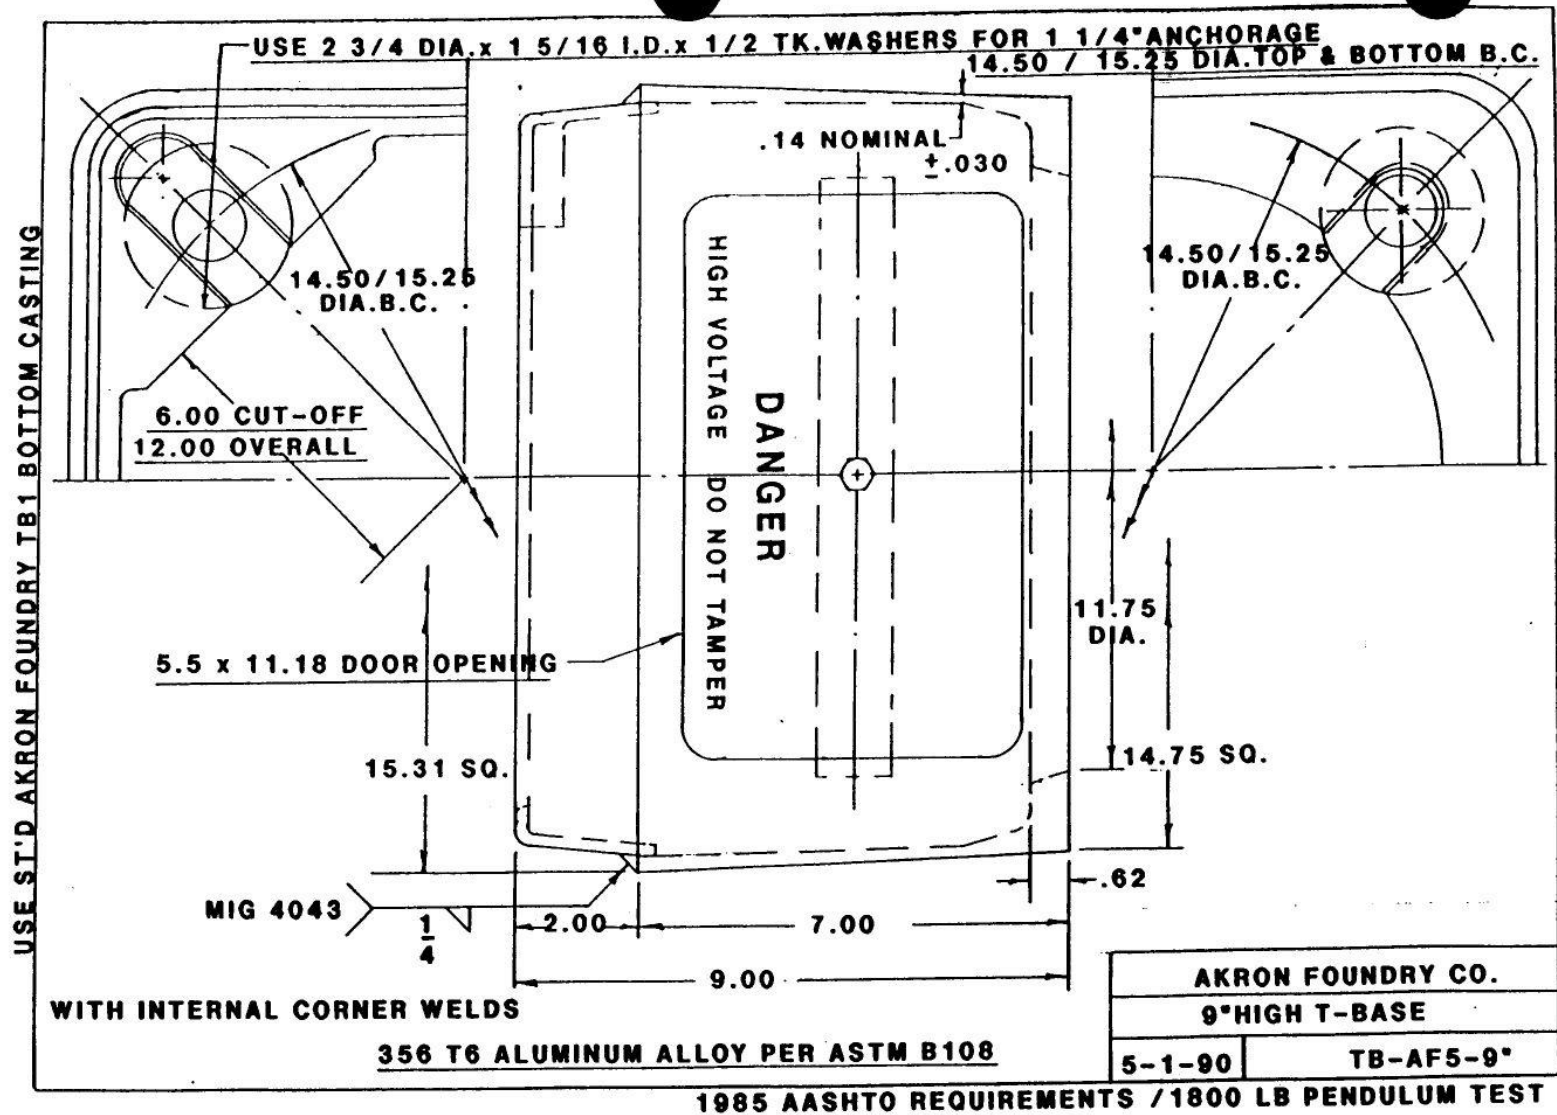 USE 2 3/4 DIA.x 1 5/16 I.D.x 1/2 TK.WASHERS FOR 1 1/4"ANCHORAGE
14.50 / 15.25 DIA.TOP & BOTTOM B.C.
.14 NOMINAL
±.030
14.50/15.25
DIA.B.C.
14.50/15.25
DIA.B.C.
USE ST'D AKRON FOUNDRY TB1 BOTTOM CASTING
HIGH VOLTAGE DO NOT TAMPER
DANGER
6.00 CUT-OFF
12.00 OVERALL
11.75
DIA.
5.5 x 11.18 DOOR OPENING
15.31 SQ.
14.75 SQ.
.62
MIG 4043
1/4
2.00
7.00
9.00
WITH INTERNAL CORNER WELDS
356 T6 ALUMINUM ALLOY PER ASTM B108
AKRON FOUNDRY CO.
9"HIGH T-BASE
5-1-90
TB-AF5-9"
1985 AASHTO REQUIREMENTS /1800 LB PENDULUM TEST